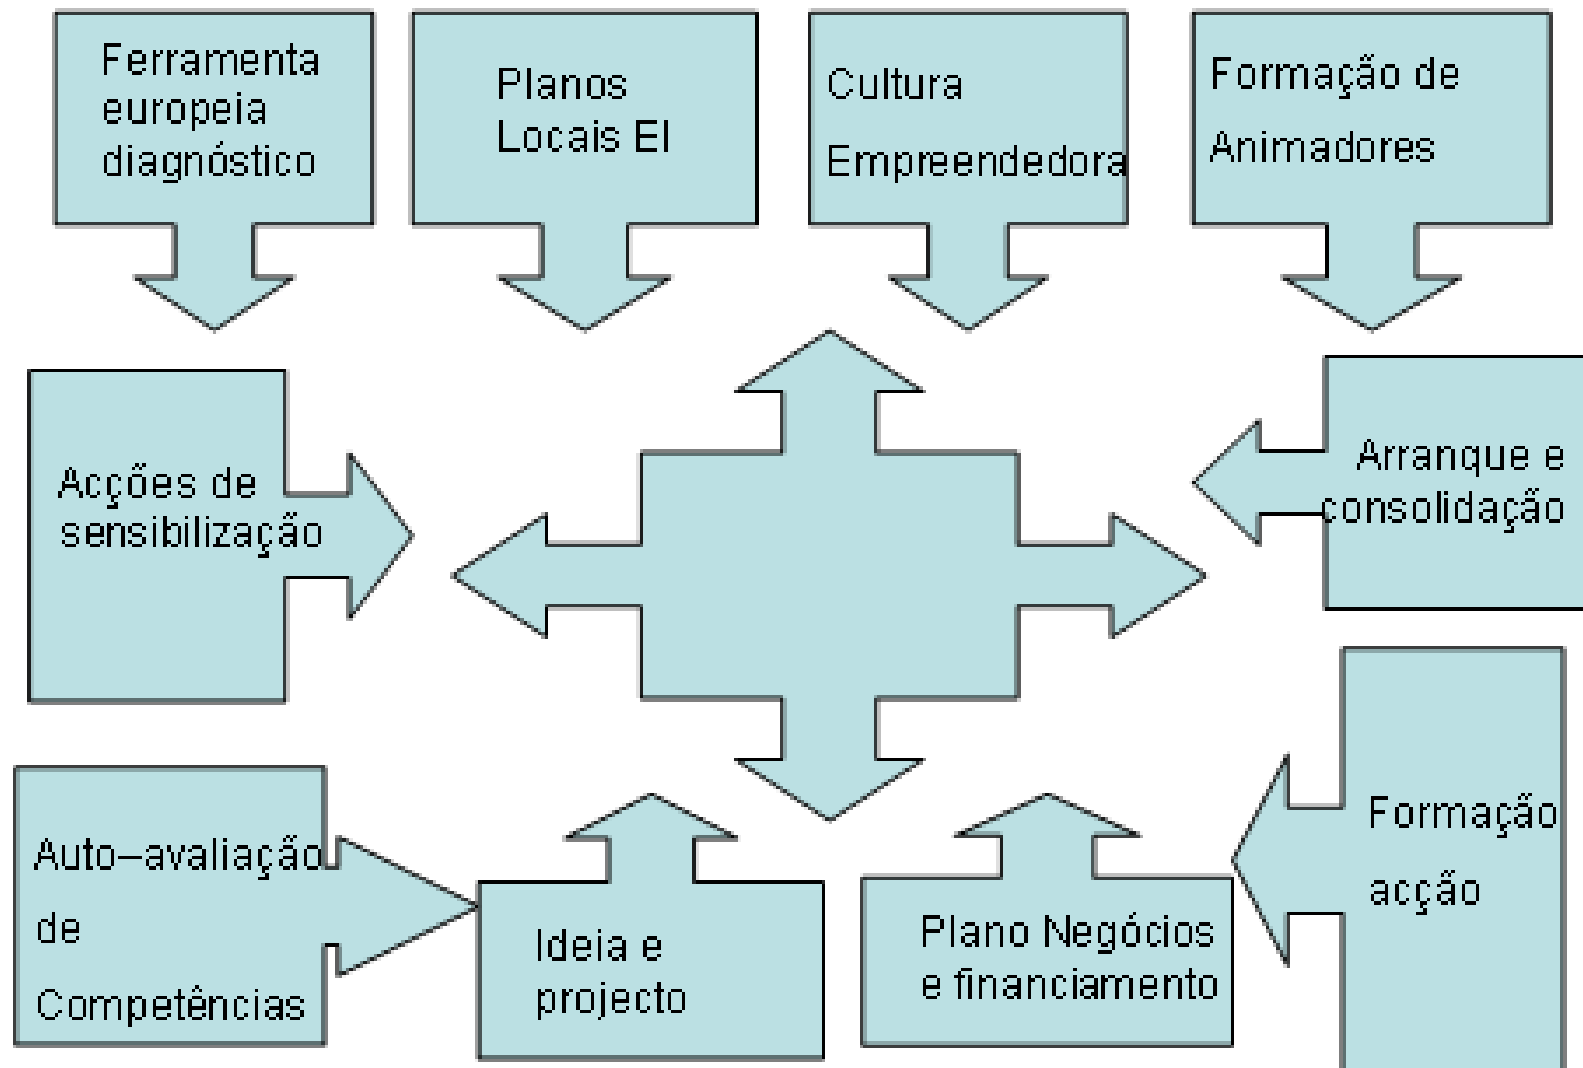 Ferramenta
europeia
diagnóstico
Planos
Locais EI
Cultura
Empreendedora
Formação de
Animadores
Acções de
sensibilização
Arranque e
consolidação
Auto–avaliação
de
Competências
Ideia e
projecto
Plano Negócios
e financiamento
Formação
acção